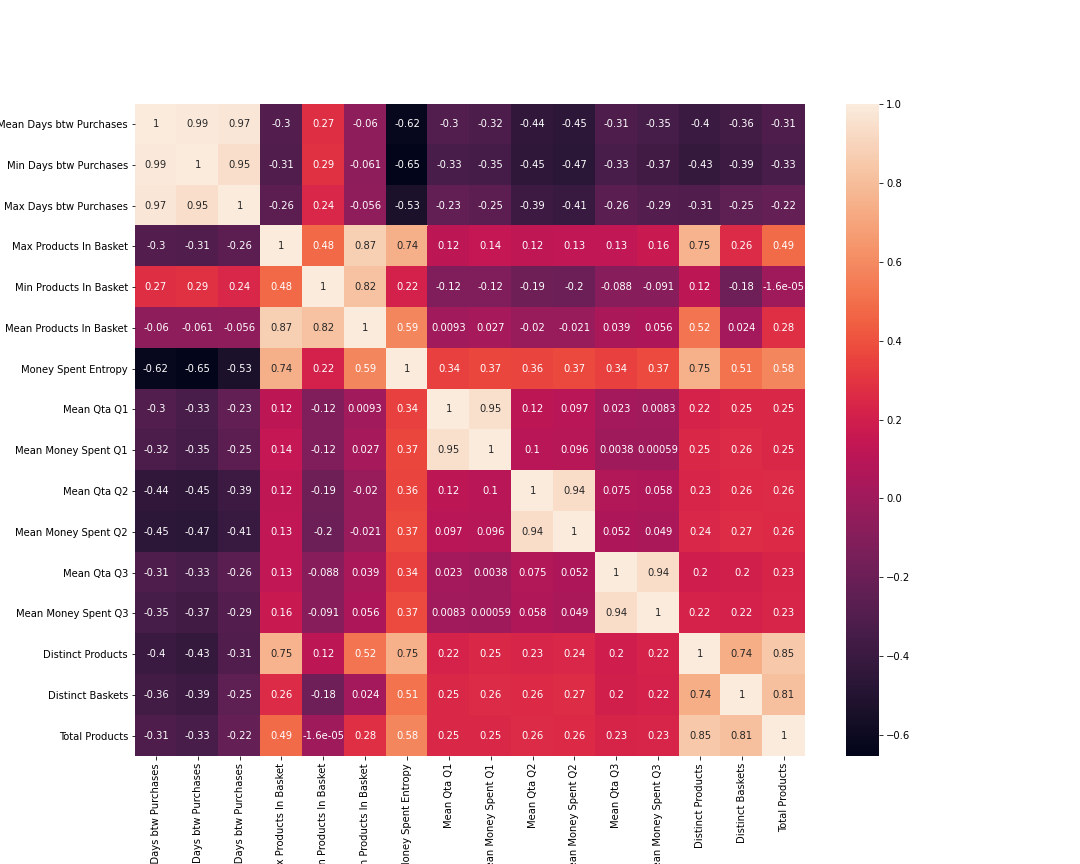 Mean Days btw Purchases 1 0.99 0.97 -0.3 0.27 -0.06 -0.62 -0.3 -0.32 -0.44 -0.45 -0.31 -0.35 -0.4 -0.36 -0.31
Min Days btw Purchases 0.99 1 0.95 -0.31 0.29 -0.061 -0.65 -0.33 -0.35 -0.45 -0.47 -0.33 -0.37 -0.43 -0.39 -0.33
Max Days btw Purchases 0.97 0.95 1 -0.26 0.24 -0.056 -0.53 -0.23 -0.25 -0.39 -0.41 -0.26 -0.29 -0.31 -0.25 -0.22
Max Products In Basket -0.3 -0.31 -0.26 1 0.48 0.87 0.74 0.12 0.14 0.12 0.13 0.13 0.16 0.75 0.26 0.49
Min Products In Basket 0.27 0.29 0.24 0.48 1 0.82 0.22 -0.12 -0.12 -0.19 -0.2 -0.088 -0.091 0.12 -0.18 -1.6e-05
Mean Products In Basket -0.06 -0.061 -0.056 0.87 0.82 1 0.59 0.0093 0.027 -0.02 -0.021 0.039 0.056 0.52 0.024 0.28
Money Spent Entropy -0.62 -0.65 -0.53 0.74 0.22 0.59 1 0.34 0.37 0.36 0.37 0.34 0.37 0.75 0.51 0.58
Mean Qta Q1 -0.3 -0.33 -0.23 0.12 -0.12 0.0093 0.34 1 0.95 0.12 0.097 0.023 0.0083 0.22 0.25 0.25
Mean Money Spent Q1 -0.32 -0.35 -0.25 0.14 -0.12 0.027 0.37 0.95 1 0.1 0.096 0.0038 0.00059 0.25 0.26 0.25
Mean Qta Q2 -0.44 -0.45 -0.39 0.12 -0.19 -0.02 0.36 0.12 0.1 1 0.94 0.075 0.058 0.23 0.26 0.26
Mean Money Spent Q2 -0.45 -0.47 -0.41 0.13 -0.2 -0.021 0.37 0.097 0.096 0.94 1 0.052 0.049 0.24 0.27 0.26
Mean Qta Q3 -0.31 -0.33 -0.26 0.13 -0.088 0.039 0.34 0.023 0.0038 0.075 0.052 1 0.94 0.2 0.2 0.23
Mean Money Spent Q3 -0.35 -0.37 -0.29 0.16 -0.091 0.056 0.37 0.0083 0.00059 0.058 0.049 0.94 1 0.22 0.22 0.23
Distinct Products -0.4 -0.43 -0.31 0.75 0.12 0.52 0.75 0.22 0.25 0.23 0.24 0.2 0.22 1 0.74 0.85
Distinct Baskets -0.36 -0.39 -0.25 0.26 -0.18 0.024 0.51 0.25 0.26 0.26 0.27 0.2 0.22 0.74 1 0.81
Total Products -0.31 -0.33 -0.22 0.49 -1.6e-05 0.28 0.58 0.25 0.25 0.26 0.26 0.23 0.23 0.85 0.81 1
Days btw Purchases
Days btw Purchases
Days btw Purchases
x Products In Basket
n Products In Basket
n Products In Basket
oney Spent Entropy
Mean Qta Q1
ean Money Spent Q1
Mean Qta Q2
ean Money Spent Q2
Mean Qta Q3
ean Money Spent Q3
Distinct Products
Distinct Baskets
Total Products
1.0
0.8
0.6
0.4
0.2
0.0
−0.2
−0.4
−0.6